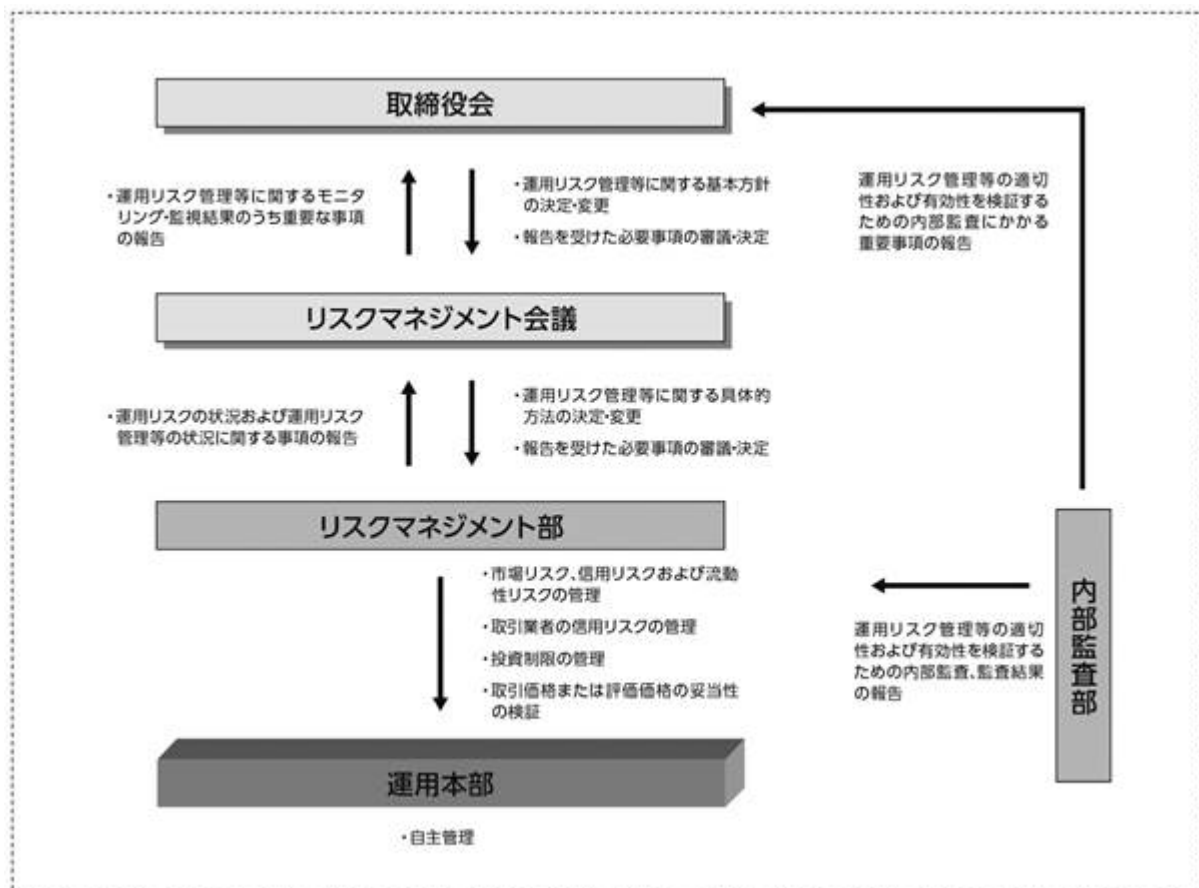 取締役会
・運用リスク管理等に関するモニタ
リング・監視結果のうち重要な事項
の報告
・運用リスク管理等に関する基本方針
の決定・変更
・報告を受けた必要事項の審議・決定
運用リスク管理等の適切
性および有効性を検証する
ための内部監査にかかる
重要事項の報告
リスクマネジメント会議
・運用リスクの状況および運用リスク
管理等の状況に関する事項の報告
・運用リスク管理等に関する具体的
方法の決定・変更
・報告を受けた必要事項の審議・決定
リスクマネジメント部
・市場リスク、信用リスクおよび流動
性リスクの管理
・取引業者の信用リスクの管理
・投資制限の管理
・取引価格または評価価格の妥当性
の検証
運用リスク管理等の適切
性および有効性を検証する
ための内部監査、監査結果
の報告
内部監査部
運用本部
・自主管理